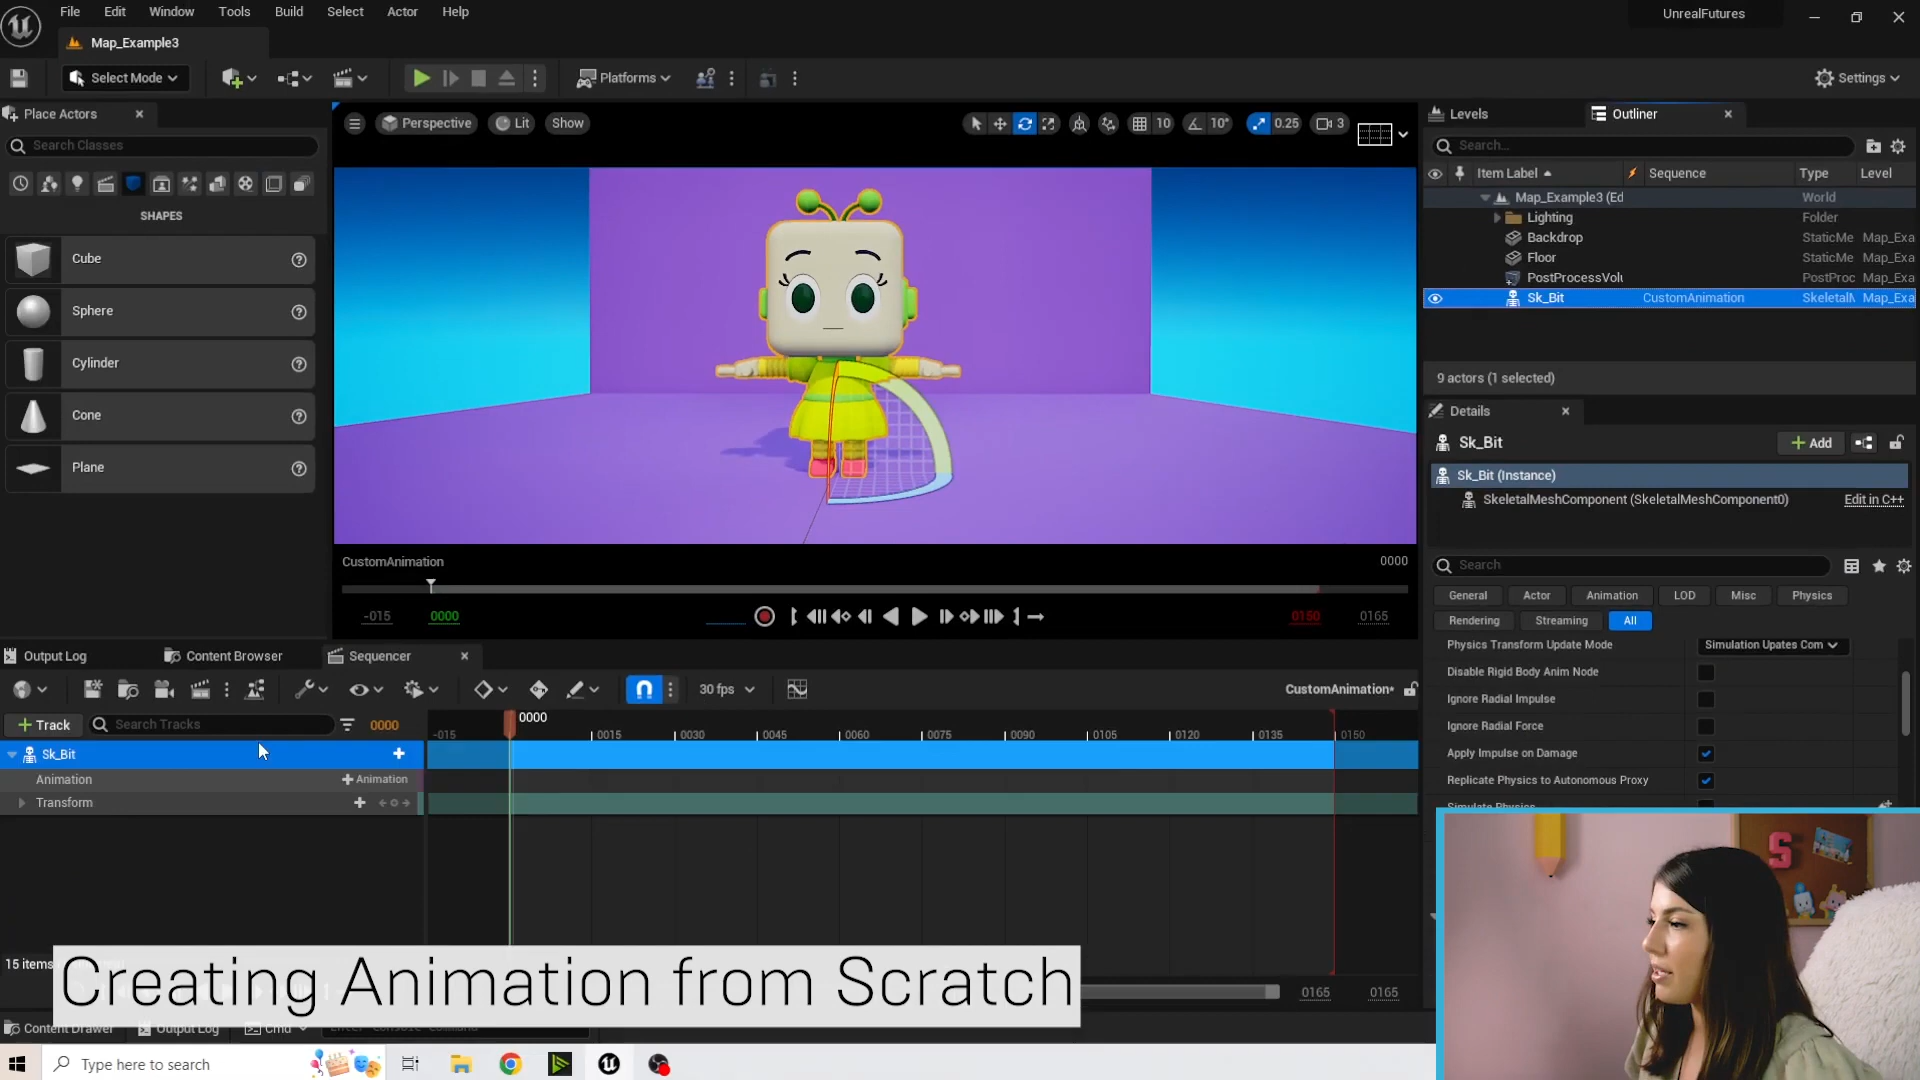 File Edit Window Tools Build Select Actor Help
UnrealFutures
Map_Example3
Select Mode
Platforms
Settings
Place Actors
Search Classes
SHAPES
Cube
Sphere
Cylinder
Cone
Plane
Perspective Lit Show
10 10° 0.25 3
CustomAnimation 0000
-015 0000 0150 0165
Levels Outliner
Search...
Item Label Sequence Type Level
Map_Example3 (Ed World
Lighting Folder
Backdrop StaticMe Map_Exa
Floor StaticMe Map_Exa
PostProcessVolu PostProc Map_Exa
Sk_Bit CustomAnimation SkeletalM Map_Exa
9 actors (1 selected)
Details
Sk_Bit Add
Sk_Bit (Instance)
SkeletalMeshComponent (SkeletalMeshComponent0) Edit in C++
Search
General Actor Animation LOD Misc Physics
Rendering Streaming All
Physics Transform Update Mode Simulation Upates Com
Disable Rigid Body Anim Node
Ignore Radial Impulse
Ignore Radial Force
Apply Impulse on Damage
Replicate Physics to Autonomous Proxy
Simulate Physics
Output Log Content Browser Sequencer
30 fps CustomAnimation*
Track Search Tracks 0000
0000
-015 0015 0030 0045 0060 0075 0090 0105 0120 0135 0150
Sk_Bit
Animation Animation
Transform
15 items
Creating Animation from Scratch
0165 0165
Content Drawer Output Log Cmd
Type here to search
S